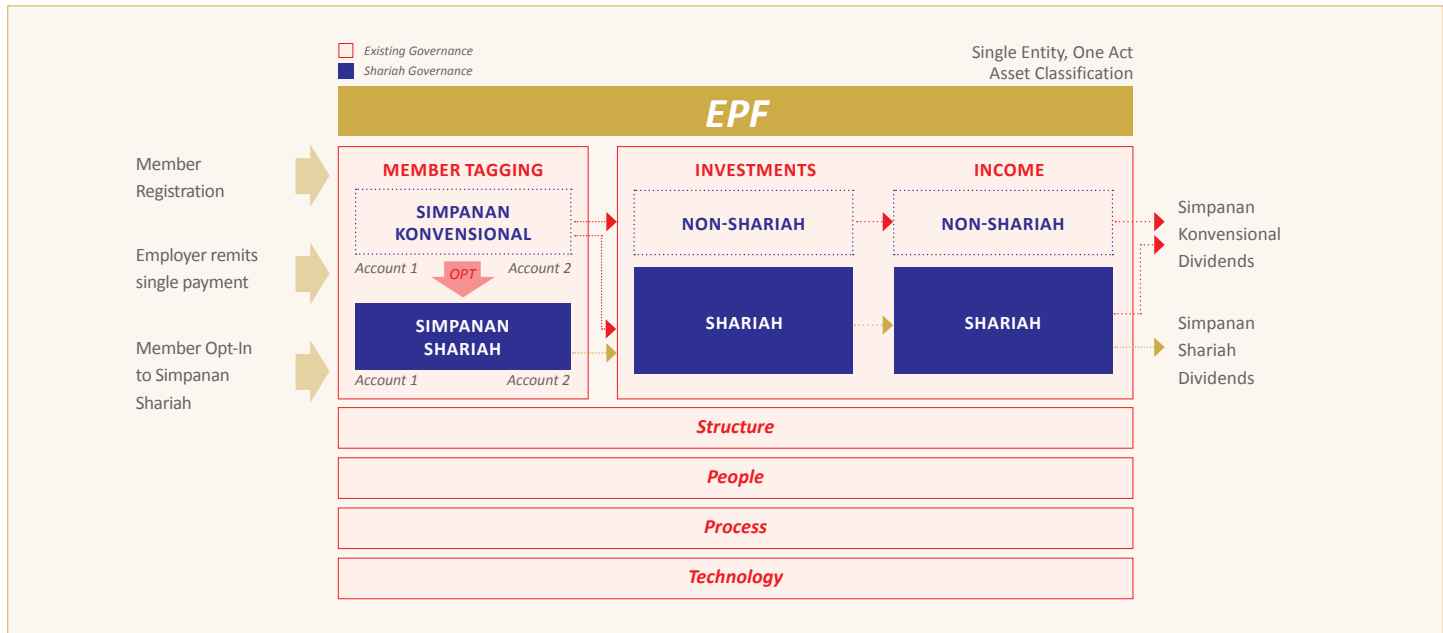 Existing Governance
Shariah Governance
Single Entity, One Act
Asset Classification
EPF
Member
Registration
Employer remits
single payment
Member Opt-In
to Simpanan
Shariah
MEMBER TAGGING
SIMPANAN
KONVENSIONAL
Account 1
Account 2
OPT
SIMPANAN
SHARIAH
Account 1
Account 2
INVESTMENTS
INCOME
NON-SHARIAH
NON-SHARIAH
SHARIAH
SHARIAH
Simpanan
Konvensional
Dividends
Simpanan
Shariah
Dividends
Structure
People
Process
Technology